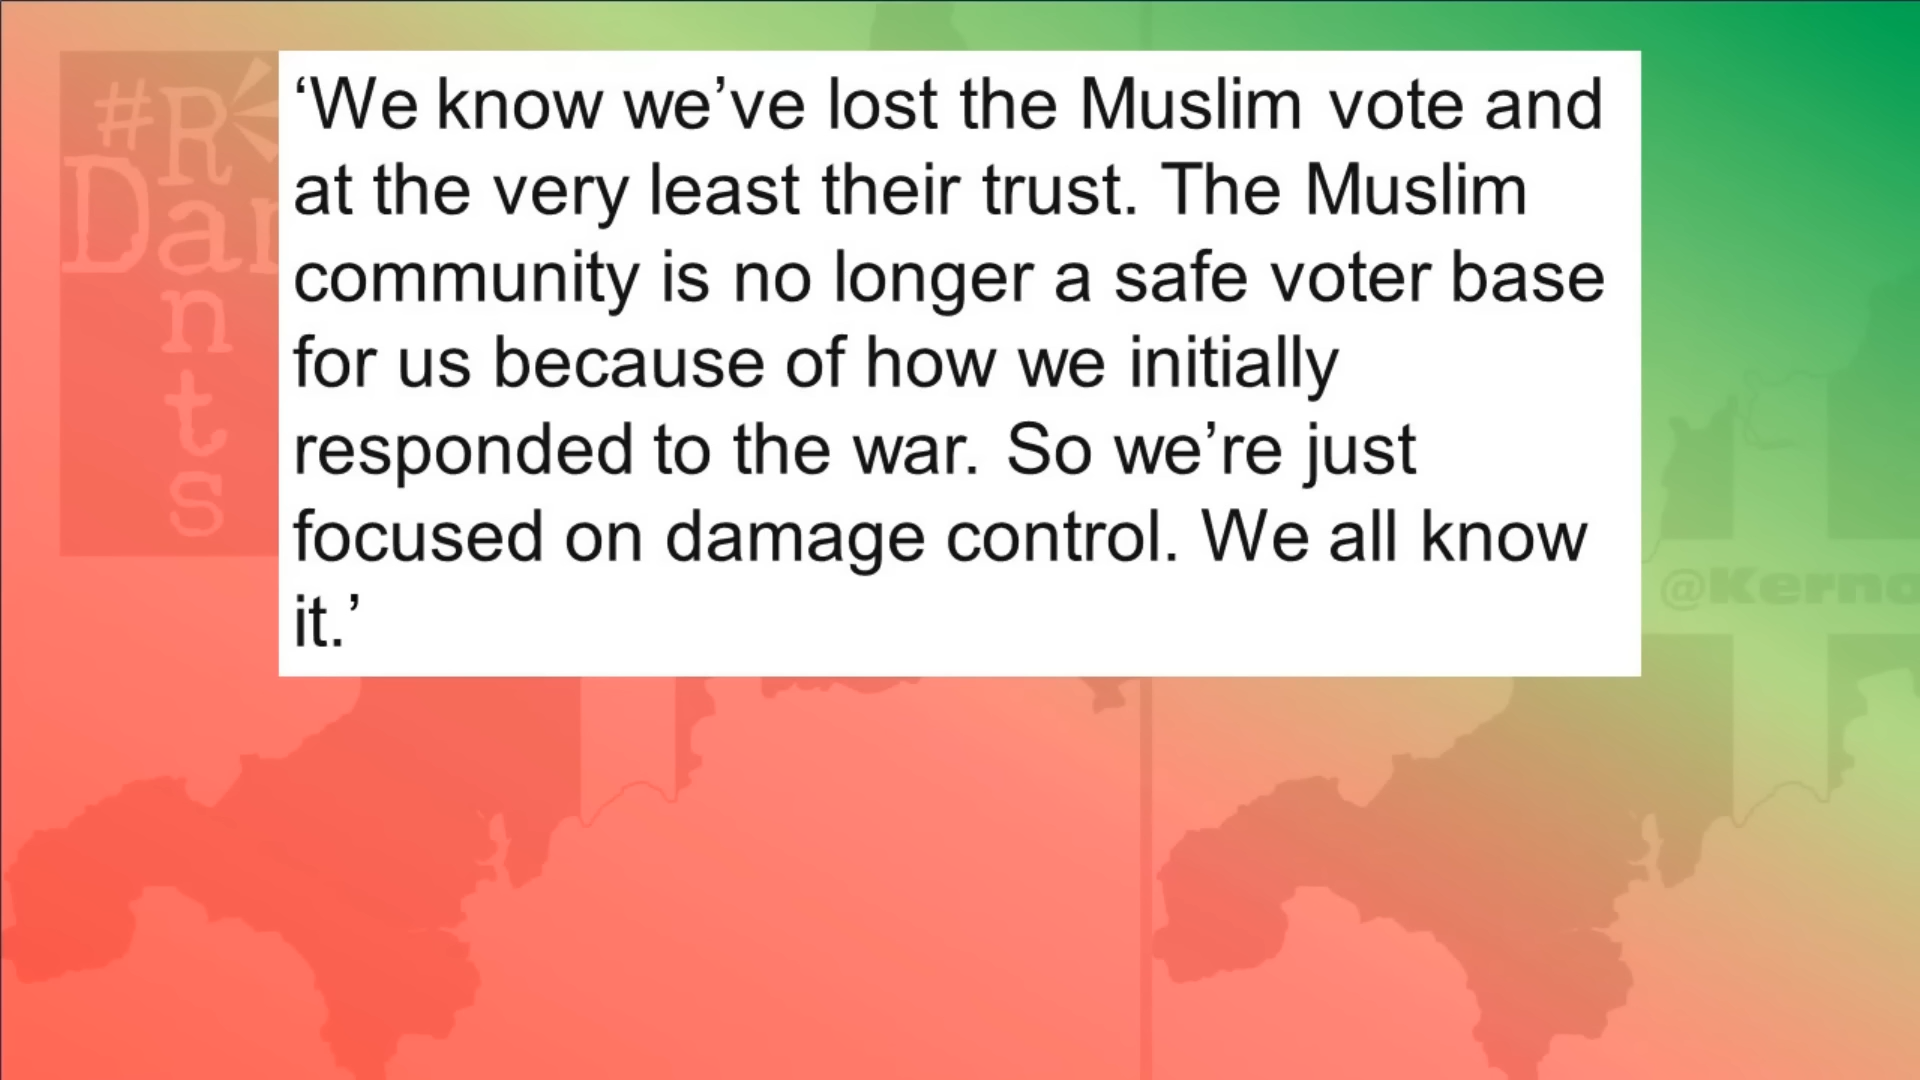 #R
Dan
n
t
s
‘We know we’ve lost the Muslim vote and
at the very least their trust. The Muslim
community is no longer a safe voter base
for us because of how we initially
responded to the war. So we’re just
focused on damage control. We all know
it.’